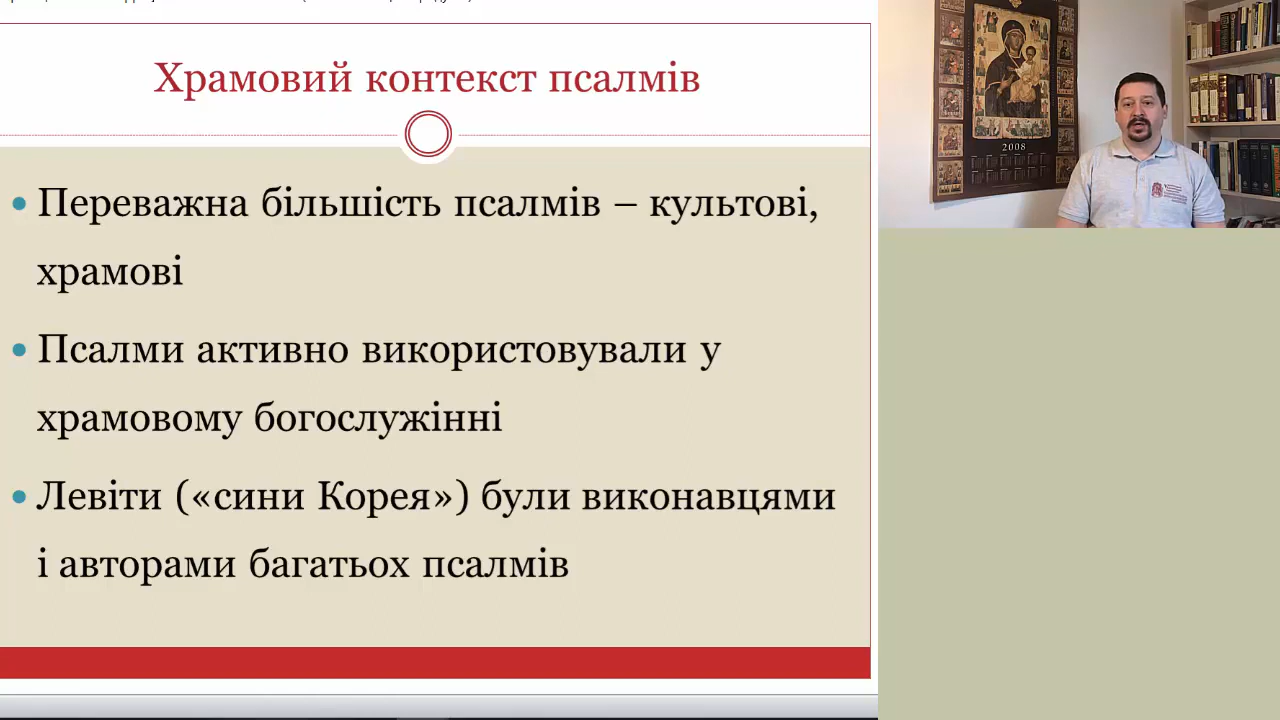 Храмовий контекст псалмів
• Переважна більшість псалмів – культові,
храмові
• Псалми активно використовували у
храмовому богослужінні
• Левіти («сини Корея») були виконавцями
і авторами багатьох псалмів
2008